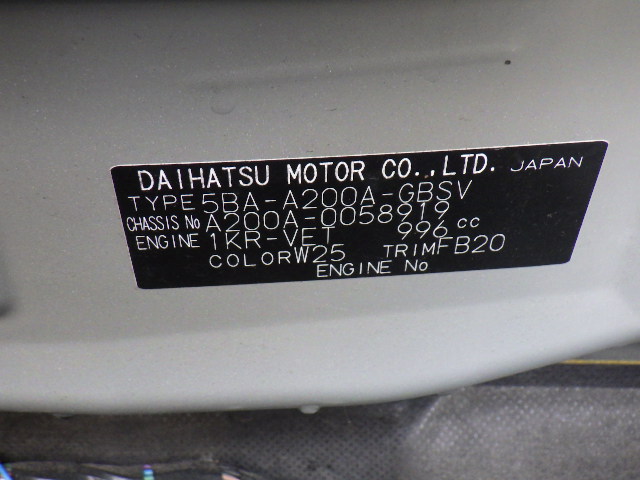 DAIHATSU MOTOR CO.,LTD. JAPAN
TYPE 5BA-A200A-GBSV
CHASSIS No A200A-0058919
ENGINE 1KR-VET 996 cc
COLOR W25 TRIM FB20
ENGINE No